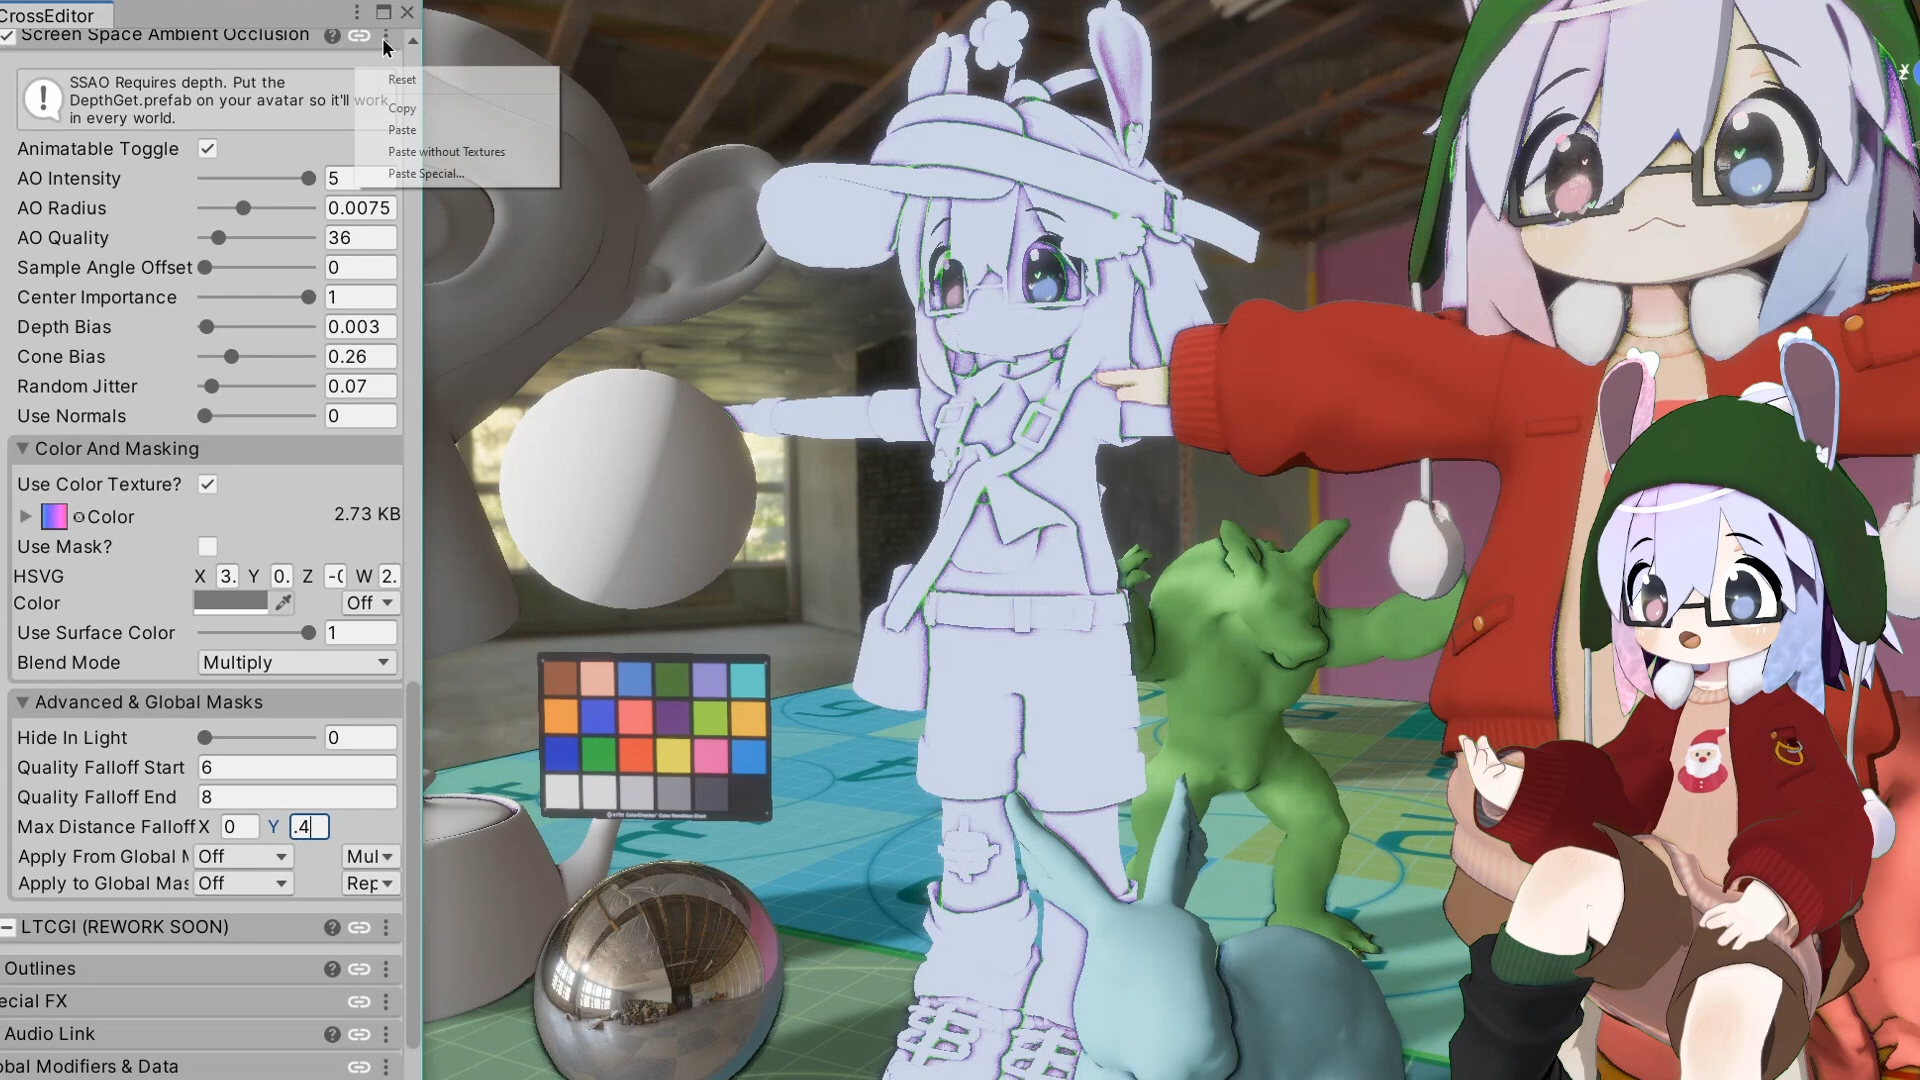 CrossEditor
Screen Space Ambient Occlusion
SSAO Requires depth. Put the
DepthGet.prefab on your avatar so it'll work
in every world.
Reset
Copy
Paste
Paste without Textures
Paste Special...
Animatable Toggle
AO Intensity 5
AO Radius 0.0075
AO Quality 36
Sample Angle Offset 0
Center Importance 1
Depth Bias 0.003
Cone Bias 0.26
Random Jitter 0.07
Use Normals 0
Color And Masking
Use Color Texture?
Color 2.73 KB
Use Mask?
HSVG X 3. Y 0. Z -0 W 2.
Color Off
Use Surface Color 1
Blend Mode Multiply
Advanced & Global Masks
Hide In Light 0
Quality Falloff Start 6
Quality Falloff End 8
Max Distance Falloff X 0 Y .4
Apply From Global M Off Mul
Apply to Global Mas Off Rep
LTCGI (REWORK SOON)
Outlines
ecial FX
Audio Link
obal Modifiers & Data